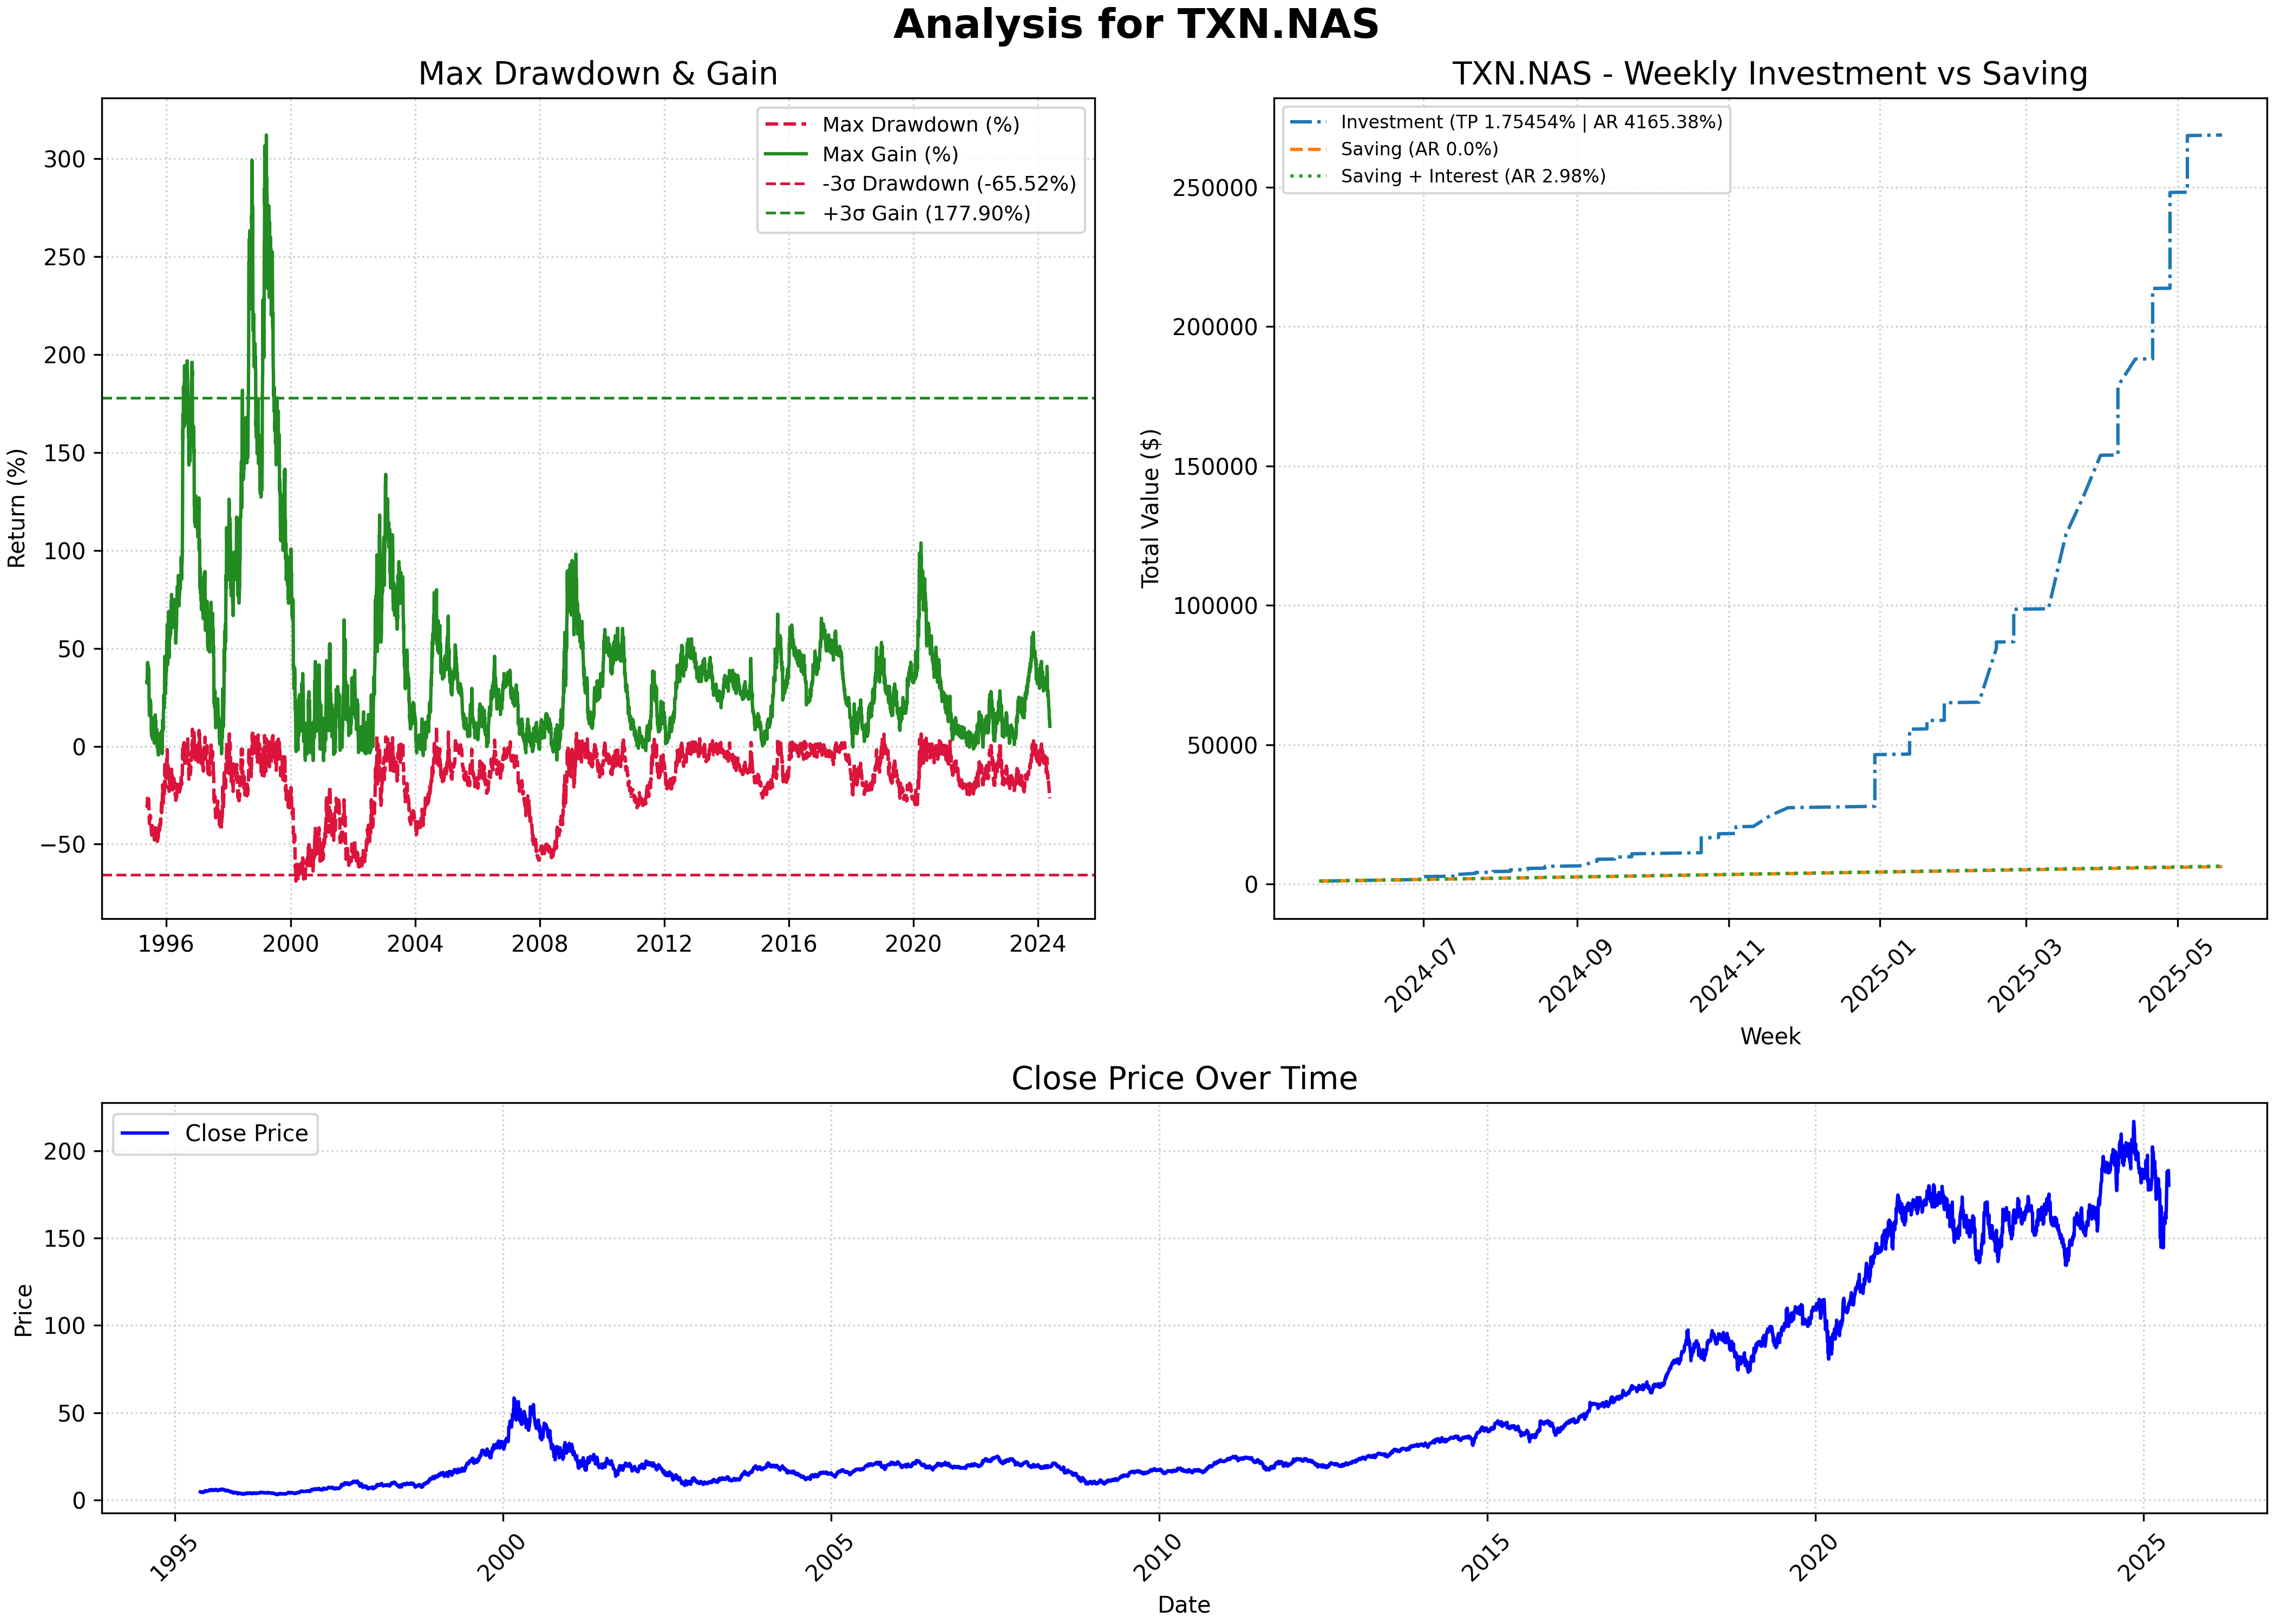 Analysis for TXN.NAS
Max Drawdown & Gain
Return (%)
300
250
200
150
100
50
0
−50
Max Drawdown (%)
Max Gain (%)
-3σ Drawdown (-65.52%)
+3σ Gain (177.90%)
1996 2000 2004 2008 2012 2016 2020 2024
TXN.NAS - Weekly Investment vs Saving
Total Value ($)
250000
200000
150000
100000
50000
0
Investment (TP 1.75454% | AR 4165.38%)
Saving (AR 0.0%)
Saving + Interest (AR 2.98%)
2024-07 2024-09 2024-11 2025-01 2025-03 2025-05
Week
Close Price Over Time
Price
200
150
100
50
0
Close Price
1995 2000 2005 2010 2015 2020 2025
Date